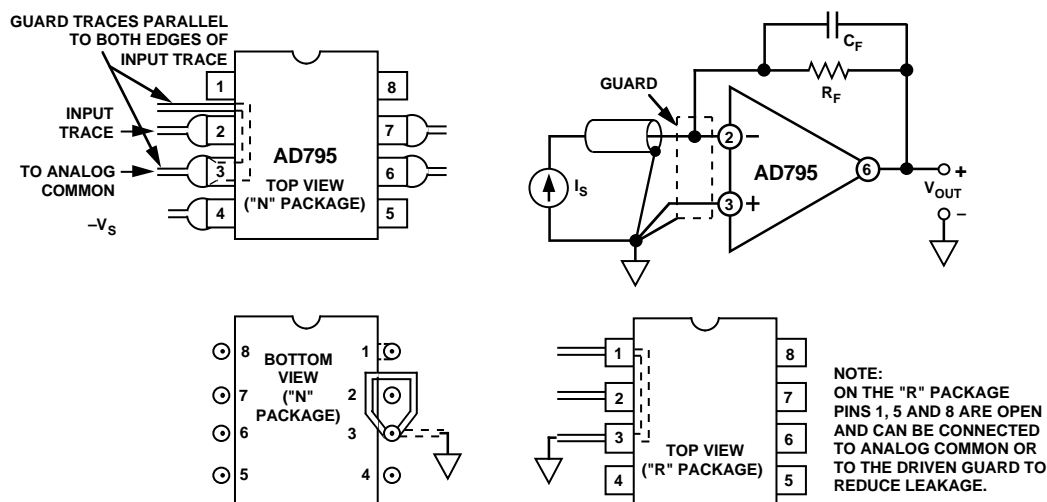 GUARD TRACES PARALLEL
TO BOTH EDGES OF
INPUT TRACE
INPUT
TRACE
TO ANALOG
COMMON
–VS
1
2
3
4
8
7
6
5
AD795
TOP VIEW
("N" PACKAGE)
GUARD
CF
RF
IS
2
–
3
+
AD795
6
+
VOUT
–
8
7
6
5
BOTTOM
VIEW
("N"
PACKAGE)
1
2
3
4
1
2
3
4
TOP VIEW
("R" PACKAGE)
8
7
6
5
NOTE:
ON THE "R" PACKAGE
PINS 1, 5 AND 8 ARE OPEN
AND CAN BE CONNECTED
TO ANALOG COMMON OR
TO THE DRIVEN GUARD TO
REDUCE LEAKAGE.